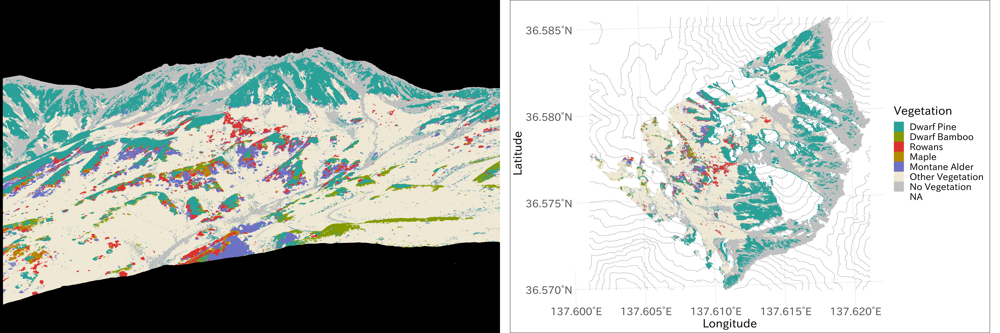 36.585°N
36.580°N
36.575°N
36.570°N
Latitude
137.600°E 137.605°E 137.610°E 137.615°E 137.620°E
Longitude
Vegetation
Dwarf Pine
Dwarf Bamboo
Rowans
Maple
Montane Alder
Other Vegetation
No Vegetation
NA